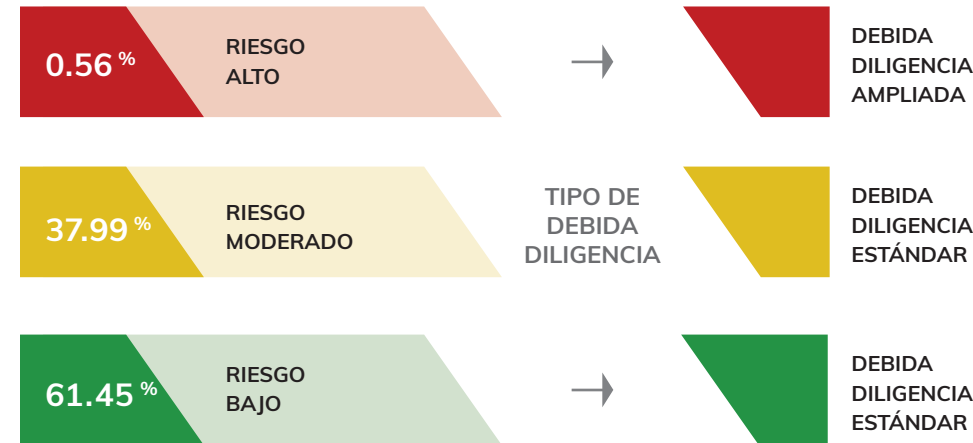 0.56 %
RIESGO
ALTO
DEBIDA
DILIGENCIA
AMPLIADA
37.99 %
RIESGO
MODERADO
TIPO DE
DEBIDA
DILIGENCIA
DEBIDA
DILIGENCIA
ESTÁNDAR
61.45 %
RIESGO
BAJO
DEBIDA
DILIGENCIA
ESTÁNDAR